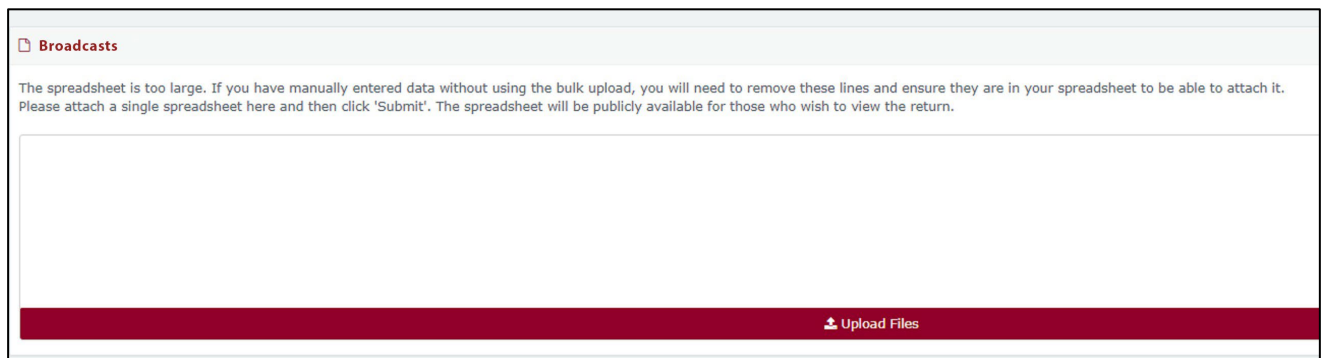 Broadcasts
The spreadsheet is too large. If you have manually entered data without using the bulk upload, you will need to remove these lines and ensure they are in your spreadsheet to be able to attach it.
Please attach a single spreadsheet here and then click 'Submit'. The spreadsheet will be publicly available for those who wish to view the return.
Upload Files